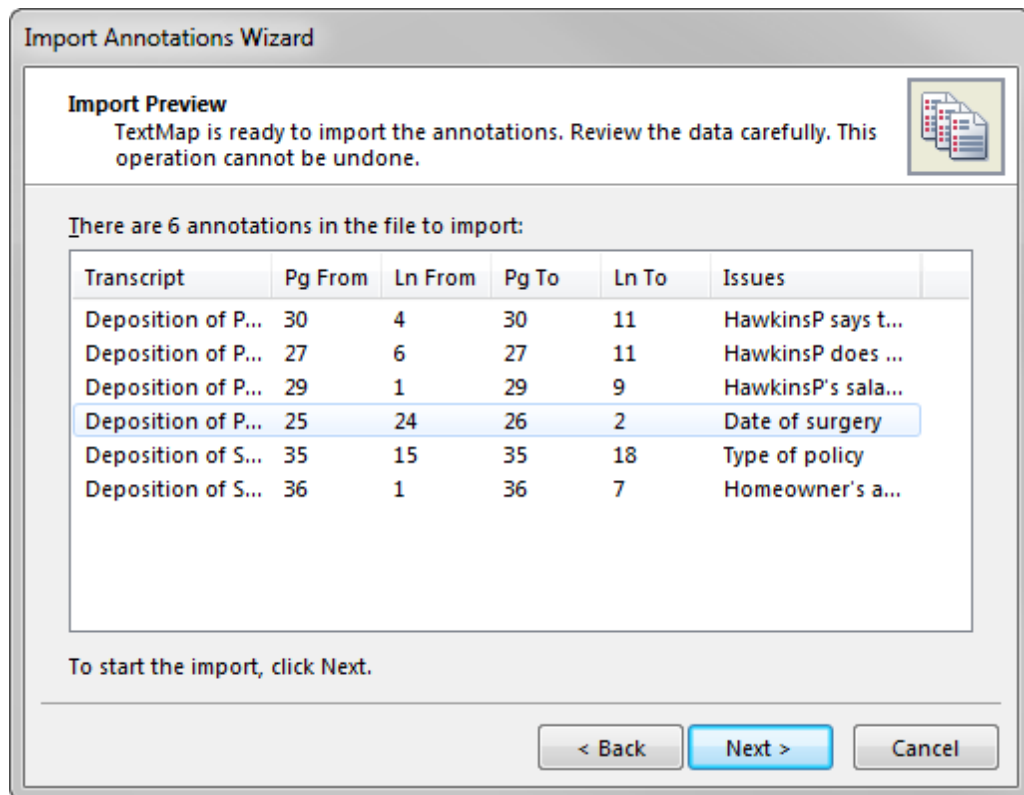 Import Annotations Wizard
Import Preview
TextMap is ready to import the annotations. Review the data carefully. This
operation cannot be undone.
There are 6 annotations in the file to import:
Transcript Pg From Ln From Pg To Ln To Issues
Deposition of P... 30 4 30 11 HawkinsP says t...
Deposition of P... 27 6 27 11 HawkinsP does ...
Deposition of P... 29 1 29 9 HawkinsP's sala...
Deposition of P... 25 24 26 2 Date of surgery
Deposition of S... 35 15 35 18 Type of policy
Deposition of S... 36 1 36 7 Homeowner's a...
To start the import, click Next.
< Back Next > Cancel